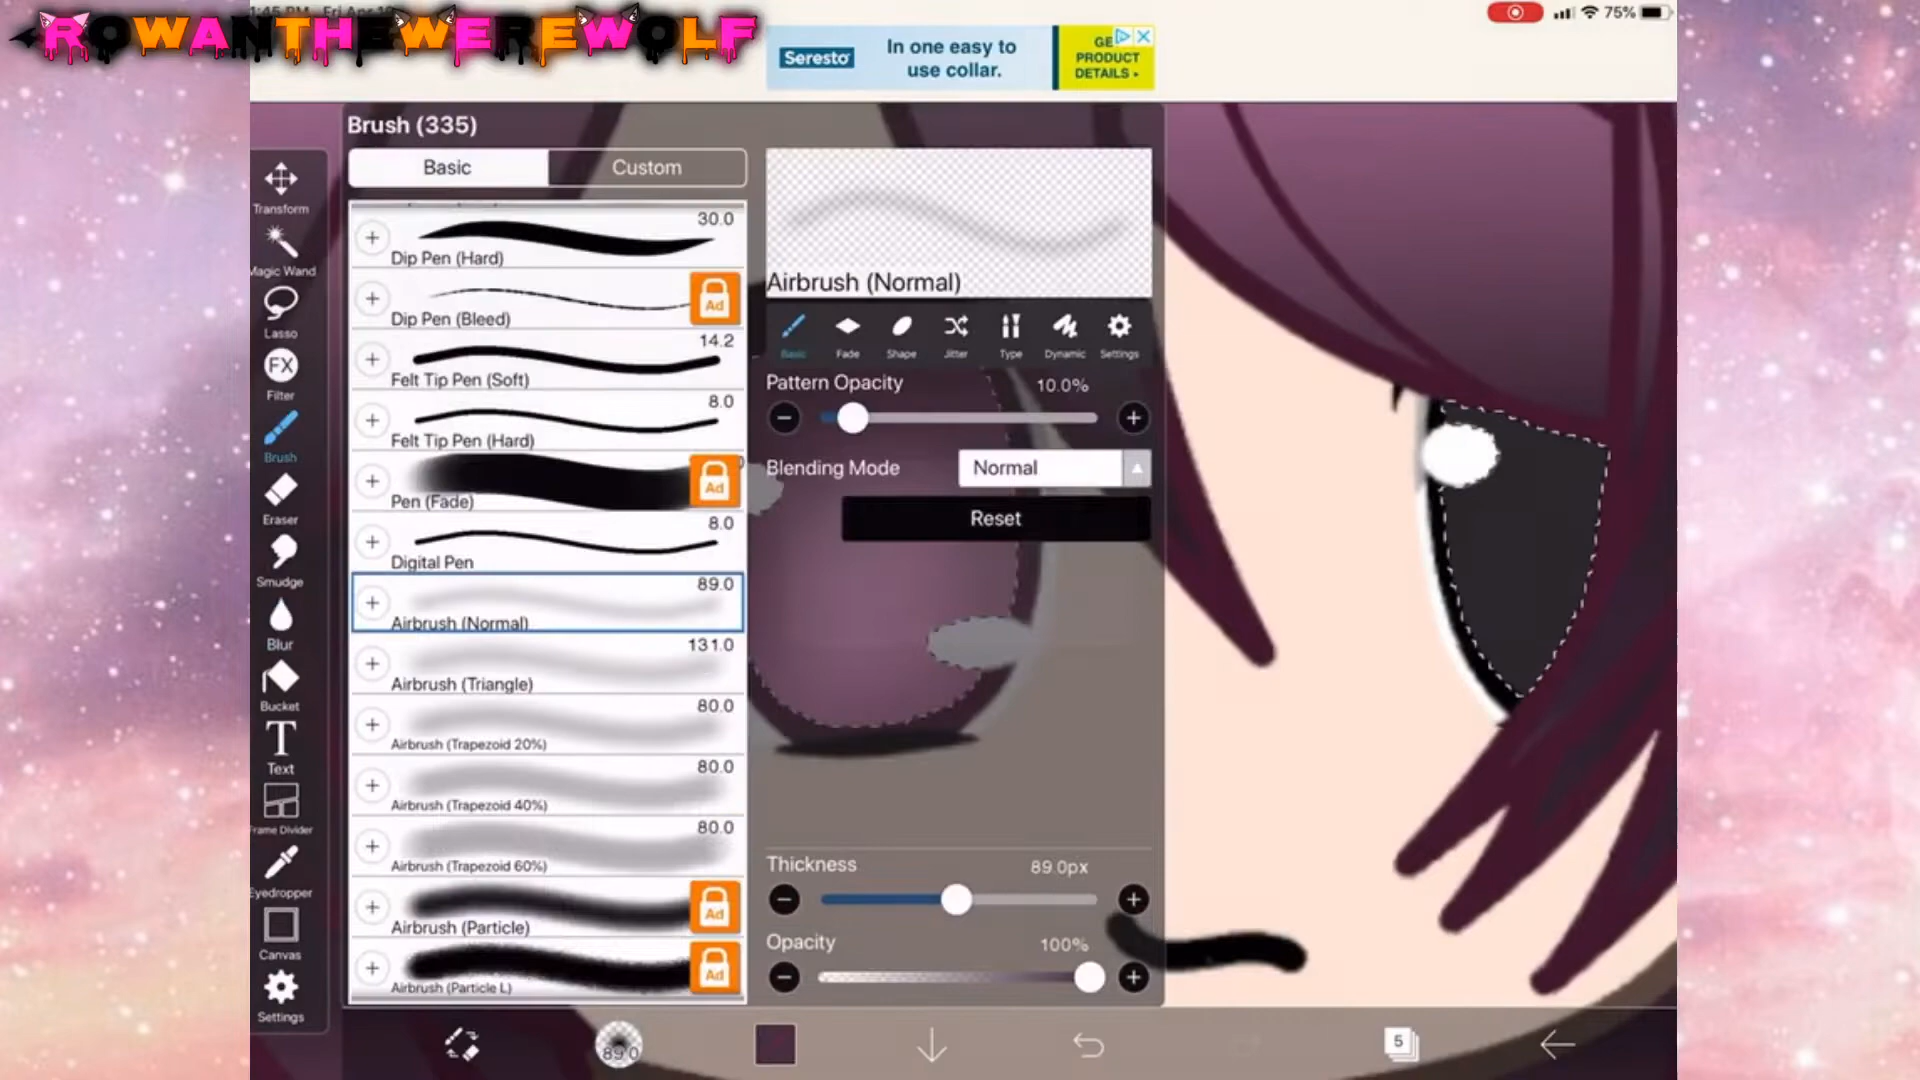 ROWANTHEWEREWOLF
:45 PM Fri Apr
75%
Seresto
In one easy to
use collar.
GE
PRODUCT
DETAILS
Brush (335)
Basic
Custom
30.0
Dip Pen (Hard)
Ad
Dip Pen (Bleed)
14.2
Felt Tip Pen (Soft)
8.0
Felt Tip Pen (Hard)
Ad
Pen (Fade)
8.0
Digital Pen
89.0
Airbrush (Normal)
131.0
Airbrush (Triangle)
80.0
Airbrush (Trapezoid 20%)
80.0
Airbrush (Trapezoid 40%)
80.0
Airbrush (Trapezoid 60%)
Ad
Airbrush (Particle)
Ad
Airbrush (Particle L)
Transform
Magic Wand
Lasso
FX
Filter
Brush
Eraser
Smudge
Blur
Bucket
T
Text
Frame Divider
Eyedropper
Canvas
Settings
Airbrush (Normal)
Basic
Fade
Shape
Jitter
Type
Dynamic
Settings
Pattern Opacity
10.0%
Blending Mode
Normal
Reset
Thickness
89.0px
Opacity
100%
89.0
5